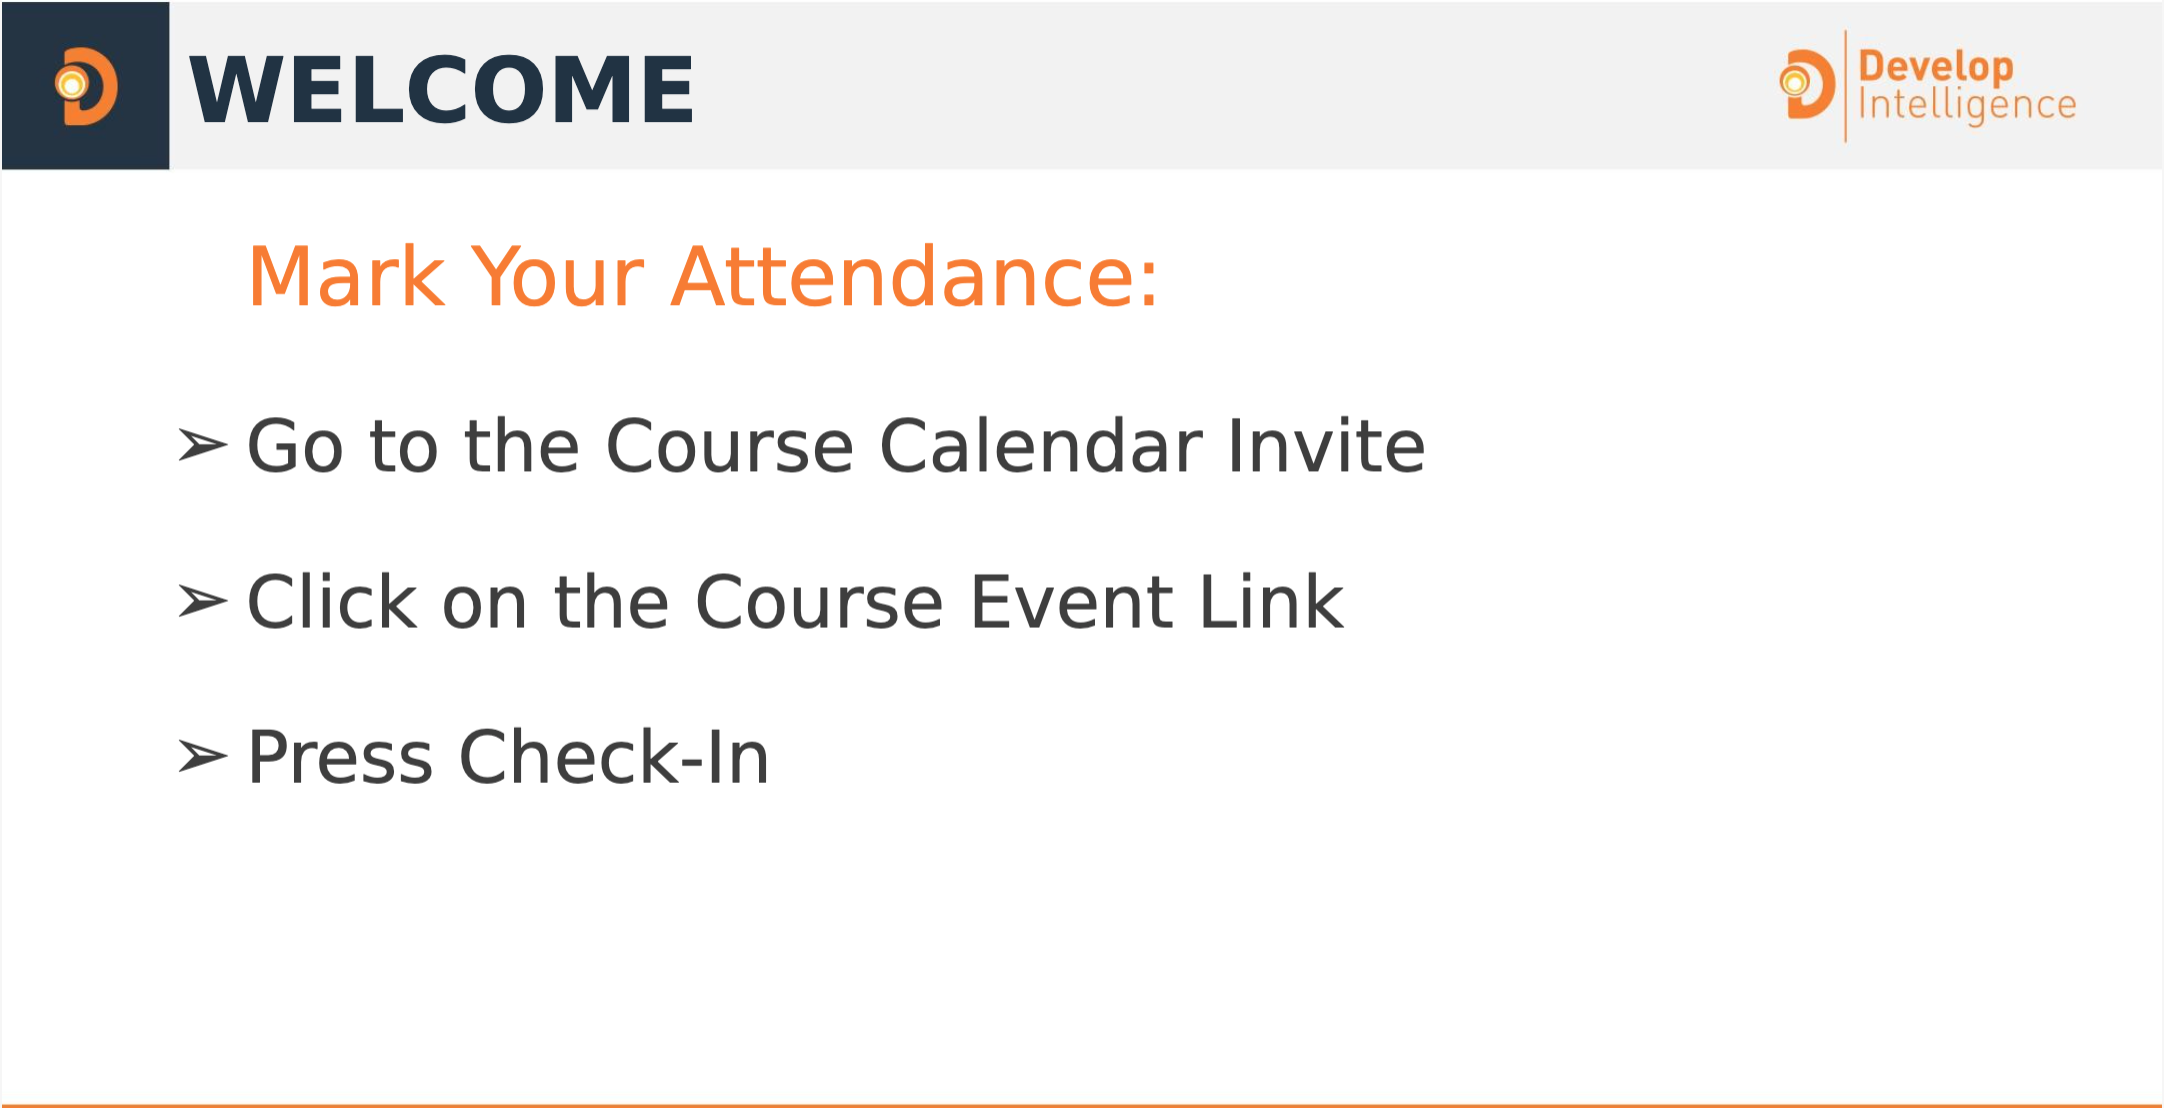 WELCOME
Develop
Intelligence
Mark Your Attendance:
➢ Go to the Course Calendar Invite
➢ Click on the Course Event Link
➢ Press Check-In